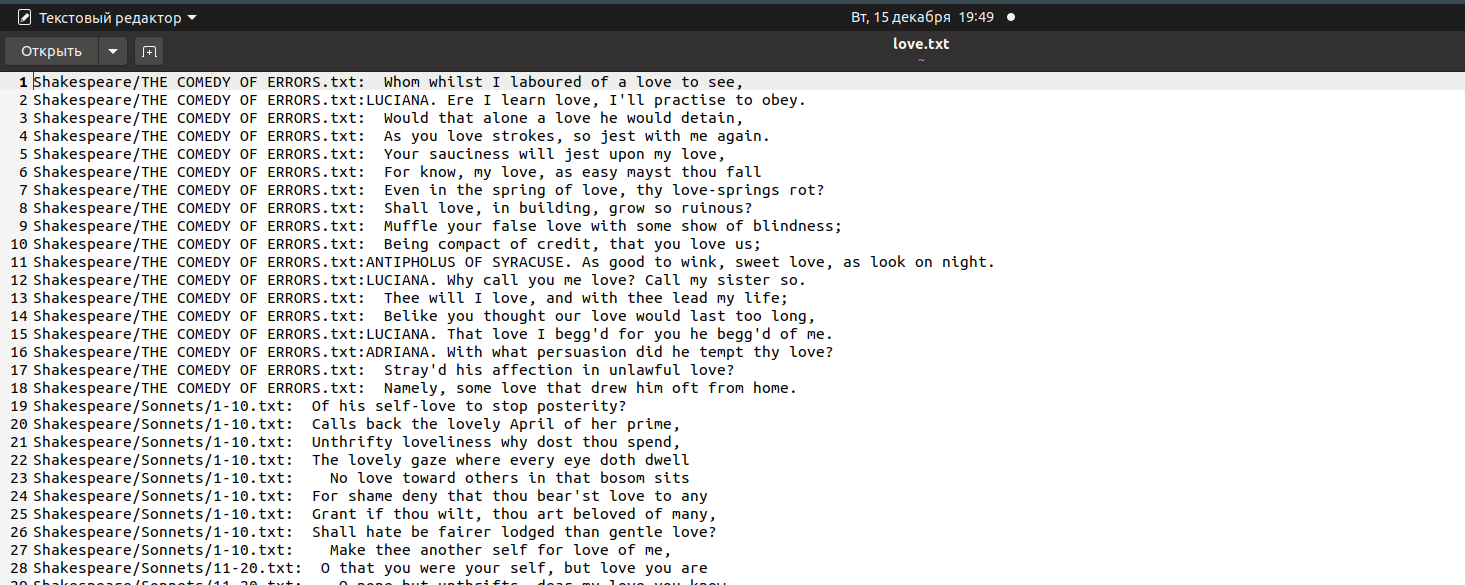 Текстовый редактор
Вт, 15 декабря 19:49
Открыть
love.txt
~
1 Shakespeare/THE COMEDY OF ERRORS.txt:  Whom whilst I laboured of a love to see,
2 Shakespeare/THE COMEDY OF ERRORS.txt:LUCIANA. Ere I learn love, I'll practise to obey.
3 Shakespeare/THE COMEDY OF ERRORS.txt:  Would that alone a love he would detain,
4 Shakespeare/THE COMEDY OF ERRORS.txt:  As you love strokes, so jest with me again.
5 Shakespeare/THE COMEDY OF ERRORS.txt:  Your sauciness will jest upon my love,
6 Shakespeare/THE COMEDY OF ERRORS.txt:  For know, my love, as easy mayst thou fall
7 Shakespeare/THE COMEDY OF ERRORS.txt:  Even in the spring of love, thy love-springs rot?
8 Shakespeare/THE COMEDY OF ERRORS.txt:  Shall love, in building, grow so ruinous?
9 Shakespeare/THE COMEDY OF ERRORS.txt:  Muffle your false love with some show of blindness;
10 Shakespeare/THE COMEDY OF ERRORS.txt:  Being compact of credit, that you love us;
11 Shakespeare/THE COMEDY OF ERRORS.txt:ANTIPHOLUS OF SYRACUSE. As good to wink, sweet love, as look on night.
12 Shakespeare/THE COMEDY OF ERRORS.txt:LUCIANA. Why call you me love? Call my sister so.
13 Shakespeare/THE COMEDY OF ERRORS.txt:  Thee will I love, and with thee lead my life;
14 Shakespeare/THE COMEDY OF ERRORS.txt:  Belike you thought our love would last too long,
15 Shakespeare/THE COMEDY OF ERRORS.txt:LUCIANA. That love I begg'd for you he begg'd of me.
16 Shakespeare/THE COMEDY OF ERRORS.txt:ADRIANA. With what persuasion did he tempt thy love?
17 Shakespeare/THE COMEDY OF ERRORS.txt:  Stray'd his affection in unlawful love?
18 Shakespeare/THE COMEDY OF ERRORS.txt:  Namely, some love that drew him oft from home.
19 Shakespeare/Sonnets/1-10.txt:  Of his self-love to stop posterity?
20 Shakespeare/Sonnets/1-10.txt:  Calls back the lovely April of her prime,
21 Shakespeare/Sonnets/1-10.txt:  Unthrifty loveliness why dost thou spend,
22 Shakespeare/Sonnets/1-10.txt:  The lovely gaze where every eye doth dwell
23 Shakespeare/Sonnets/1-10.txt:    No love toward others in that bosom sits
24 Shakespeare/Sonnets/1-10.txt:  For shame deny that thou bear'st love to any
25 Shakespeare/Sonnets/1-10.txt:  Grant if thou wilt, thou art beloved of many,
26 Shakespeare/Sonnets/1-10.txt:  Shall hate be fairer lodged than gentle love?
27 Shakespeare/Sonnets/1-10.txt:    Make thee another self for love of me,
28 Shakespeare/Sonnets/11-20.txt:  O that you were your self, but love you are
29 Shakespeare/Sonnets/11-20.txt:    O none but unthrifts, dear my love you know